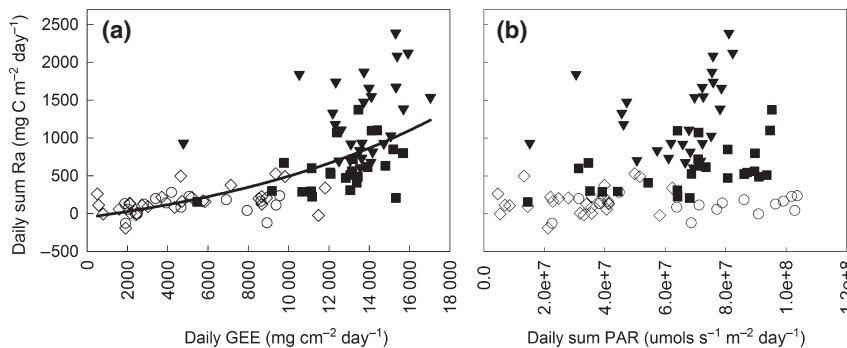 (a)
(b)
Daily sum Ra (mg C m–2 day–1)
2500
2000
1500
1000
500
0
–500
0
2000
4000
6000
8000
10 000
12 000
14 000
16 000
18 000
0.0
2.0e+7
4.0e+7
6.0e+7
8.0e+7
1.0e+8
1.2e+8
Daily GEE (mg cm–2 day–1)
Daily sum PAR (umols s–1 m–2 day–1)